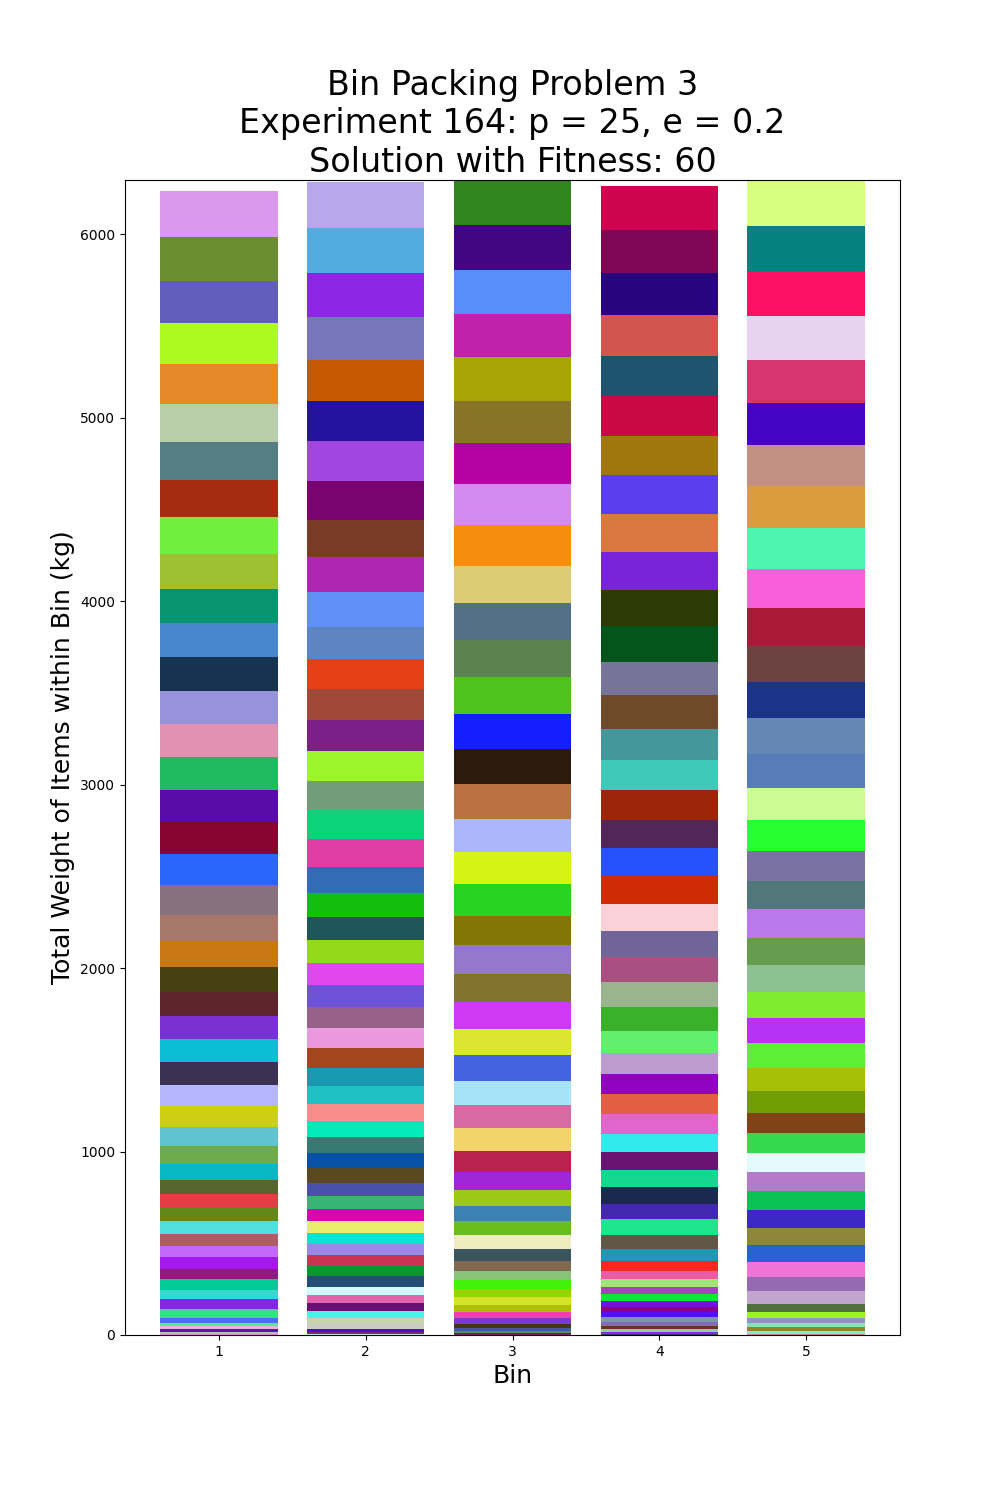 Bin Packing Problem 3
Experiment 164: p = 25, e = 0.2
Solution with Fitness: 60
Total Weight of Items within Bin (kg)
6000
5000
4000
3000
2000
1000
0
1 2 3 4 5
Bin